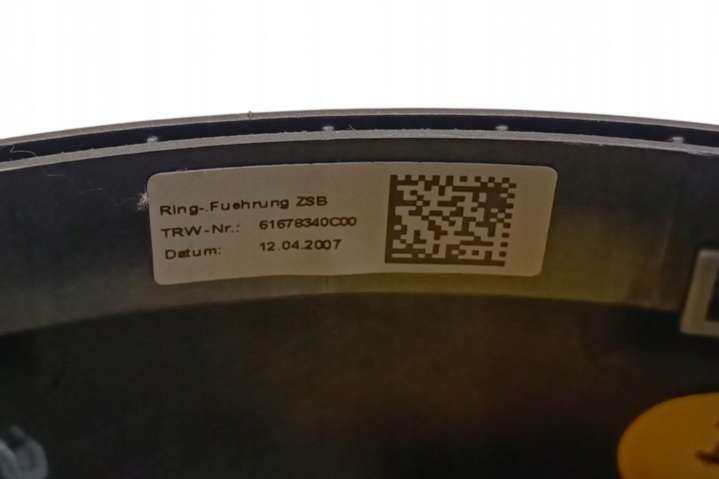 Ring-.Fuehrung ZSB
TRW-Nr.: 61678340C00
Datum: 12.04.2007